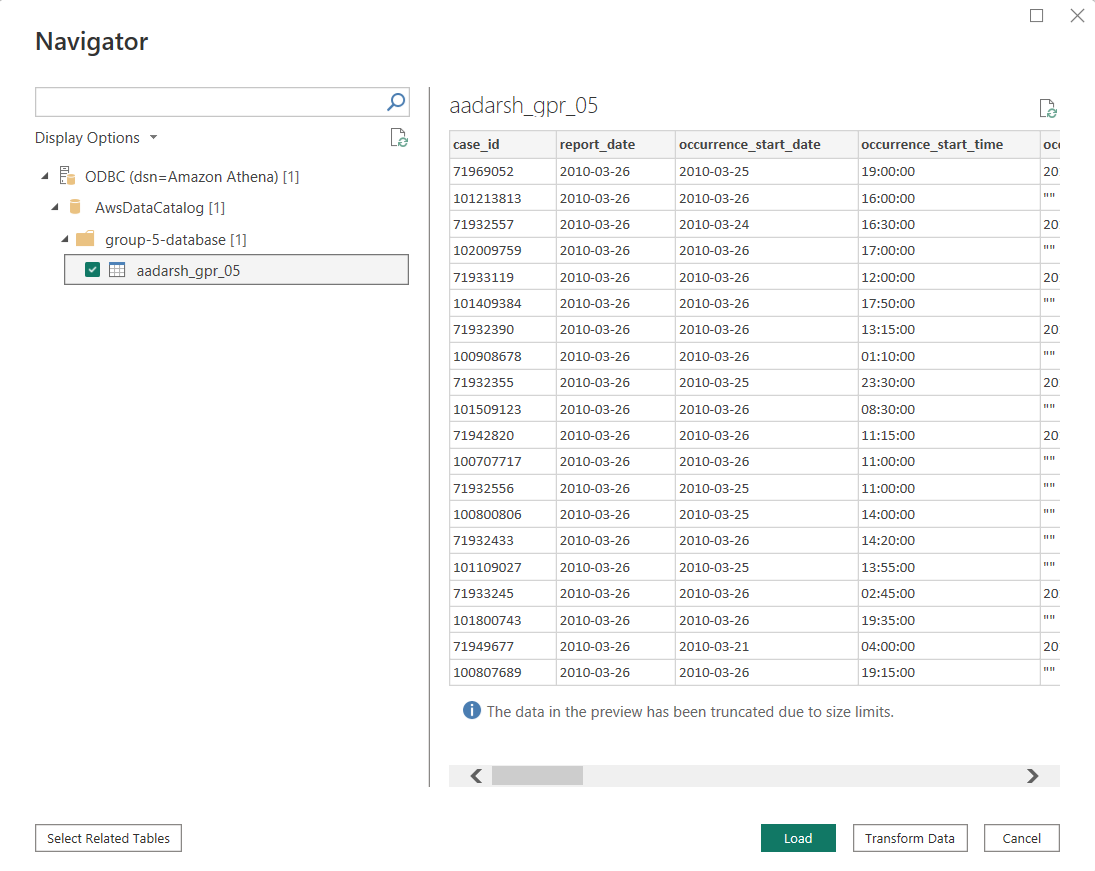 Navigator
Display Options
ODBC (dsn=Amazon Athena) [1]
AwsDataCatalog [1]
group-5-database [1]
aadarsh_gpr_05
aadarsh_gpr_05
case_id report_date occurrence_start_date occurrence_start_time
71969052 2010-03-26 2010-03-25 19:00:00 20
101213813 2010-03-26 2010-03-26 16:00:00 ""
71932557 2010-03-26 2010-03-24 16:30:00 20
102009759 2010-03-26 2010-03-26 17:00:00 ""
71933119 2010-03-26 2010-03-26 12:00:00 20
101409384 2010-03-26 2010-03-26 17:50:00 ""
71932390 2010-03-26 2010-03-26 13:15:00 20
100908678 2010-03-26 2010-03-26 01:10:00 ""
71932355 2010-03-26 2010-03-25 23:30:00 20
101509123 2010-03-26 2010-03-26 08:30:00 ""
71942820 2010-03-26 2010-03-26 11:15:00 20
100707717 2010-03-26 2010-03-26 11:00:00 ""
71932556 2010-03-26 2010-03-25 11:00:00 20
100800806 2010-03-26 2010-03-25 14:00:00 ""
71932433 2010-03-26 2010-03-26 14:20:00 ""
101109027 2010-03-26 2010-03-25 13:55:00 ""
71933245 2010-03-26 2010-03-26 02:45:00 20
101800743 2010-03-26 2010-03-26 19:35:00 ""
71949677 2010-03-26 2010-03-21 04:00:00 20
100807689 2010-03-26 2010-03-26 19:15:00 ""
The data in the preview has been truncated due to size limits.
Select Related Tables
Load
Transform Data
Cancel